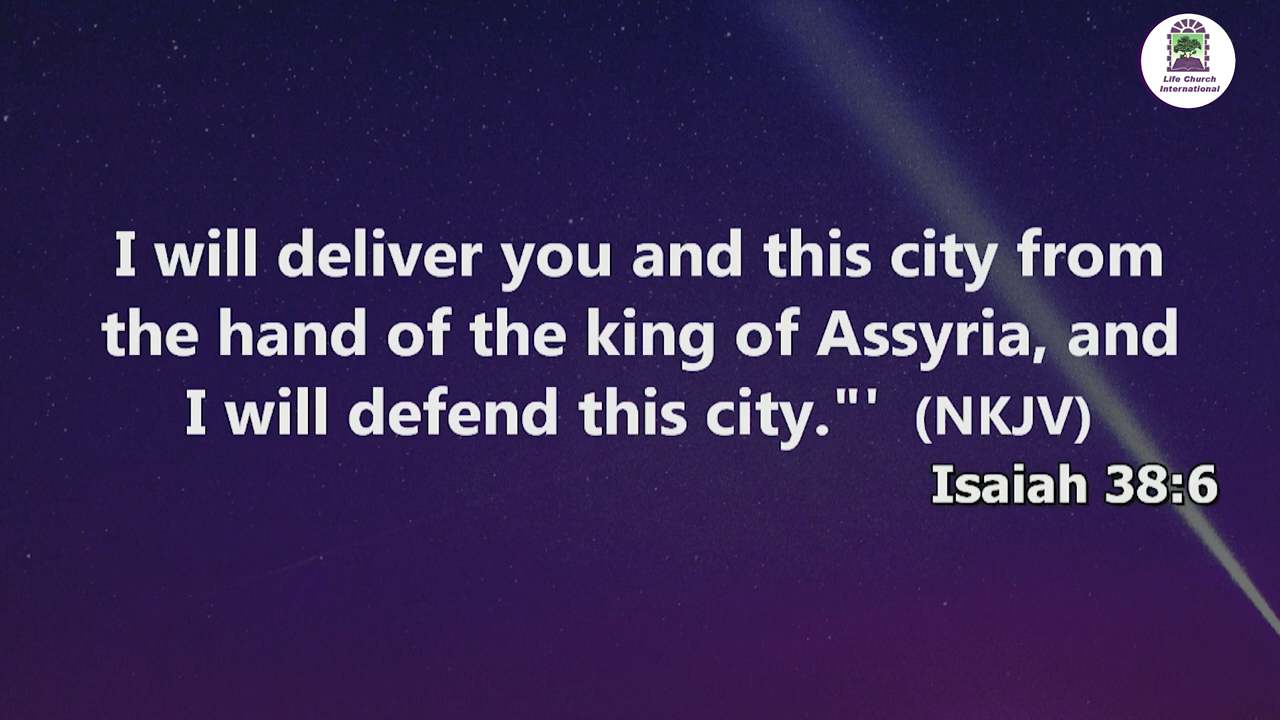 Life Church
International
I will deliver you and this city from
the hand of the king of Assyria, and
I will defend this city."' (NKJV)
Isaiah 38:6